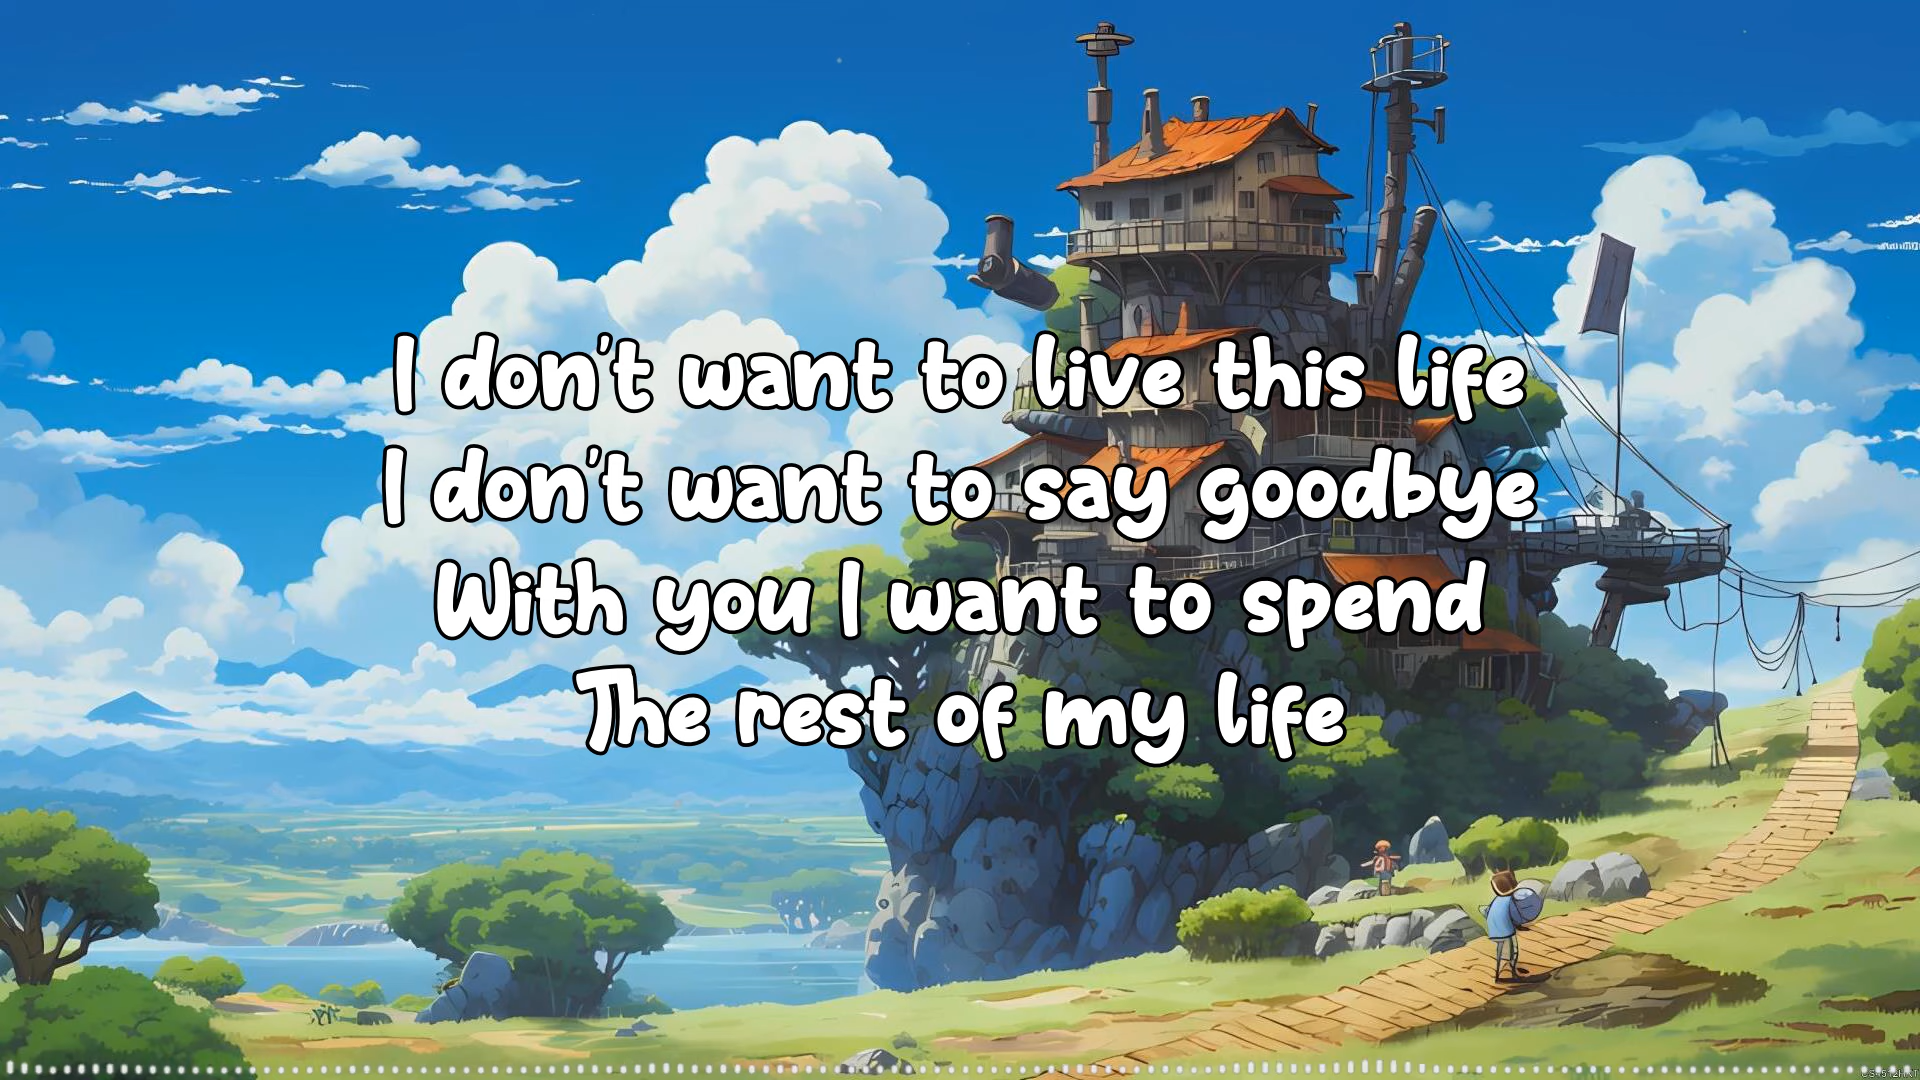 I don't want to live this life
I don't want to say goodbye
With you I want to spend
The rest of my life